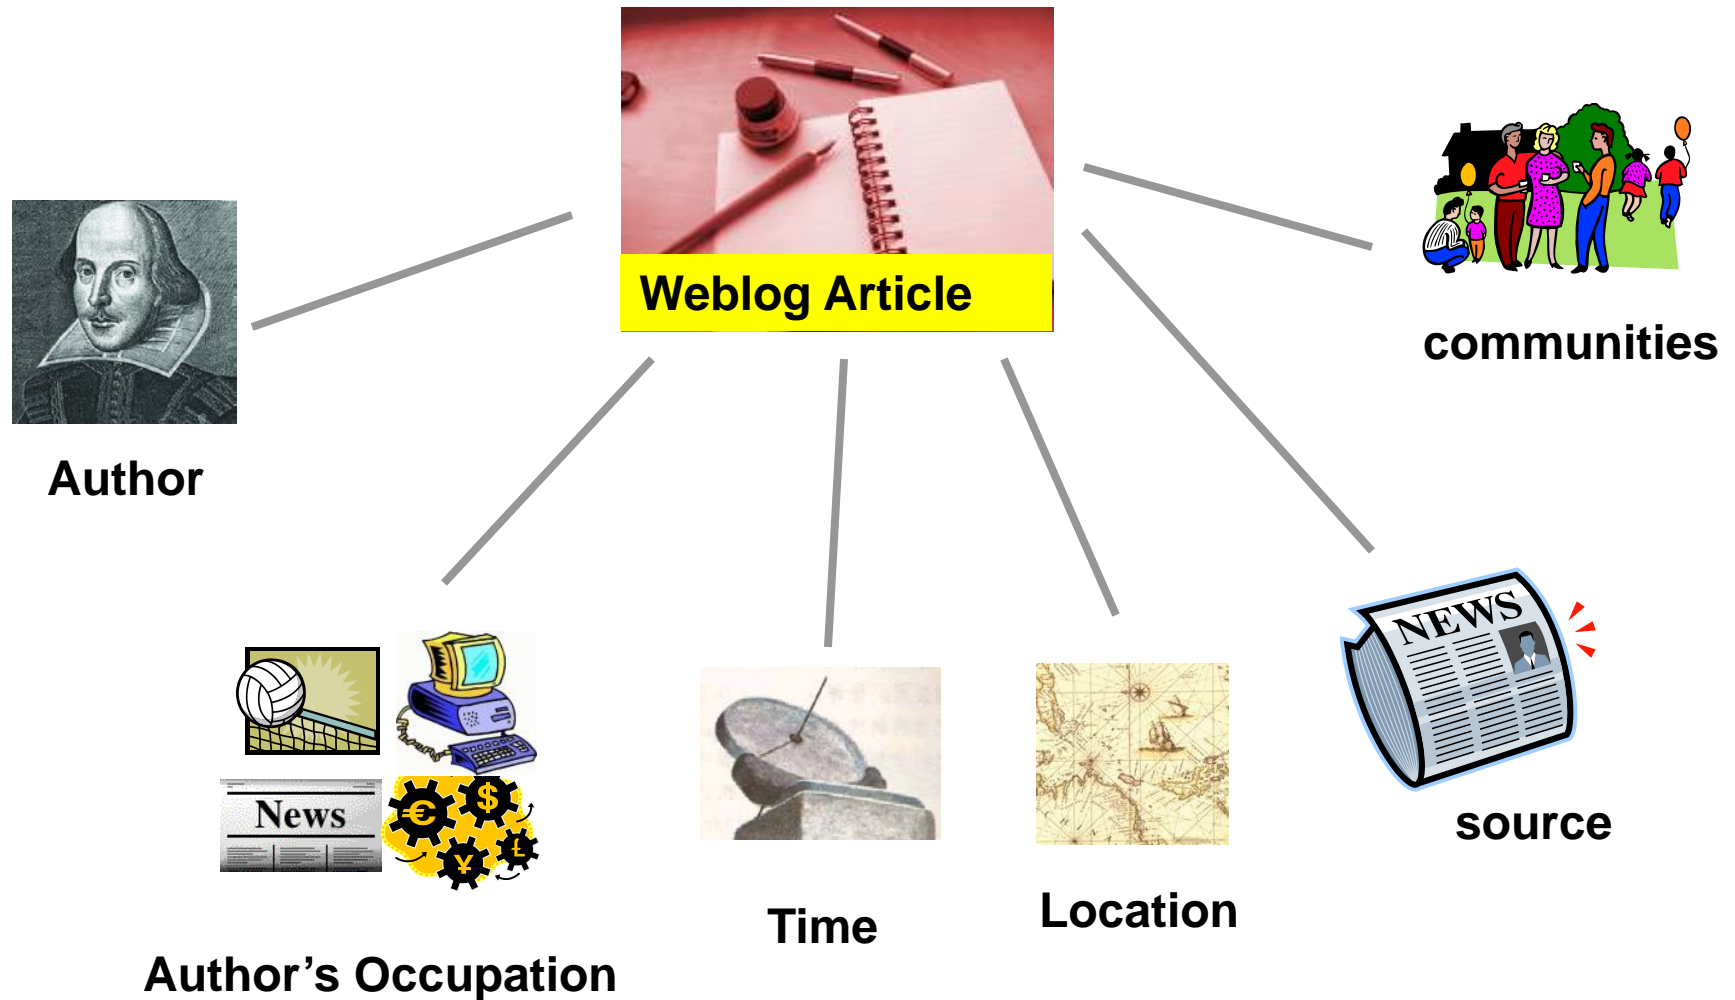 Weblog Article
communities
Author
NEWS
News
€
$
¥
£
source
Location
Time
Author’s Occupation